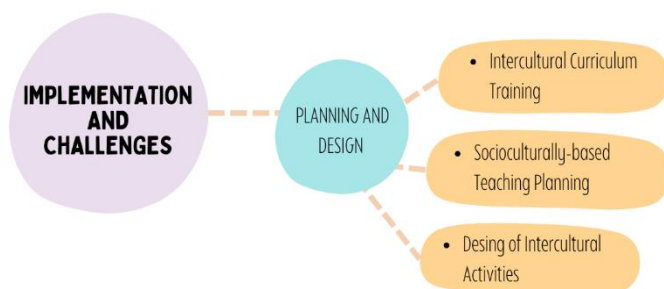 IMPLEMENTATION
AND
CHALLENGES
PLANNING AND
DESIGN
• Intercultural Curriculum
Training
• Socioculturally-based
Teaching Planning
• Desing of Intercultural
Activities